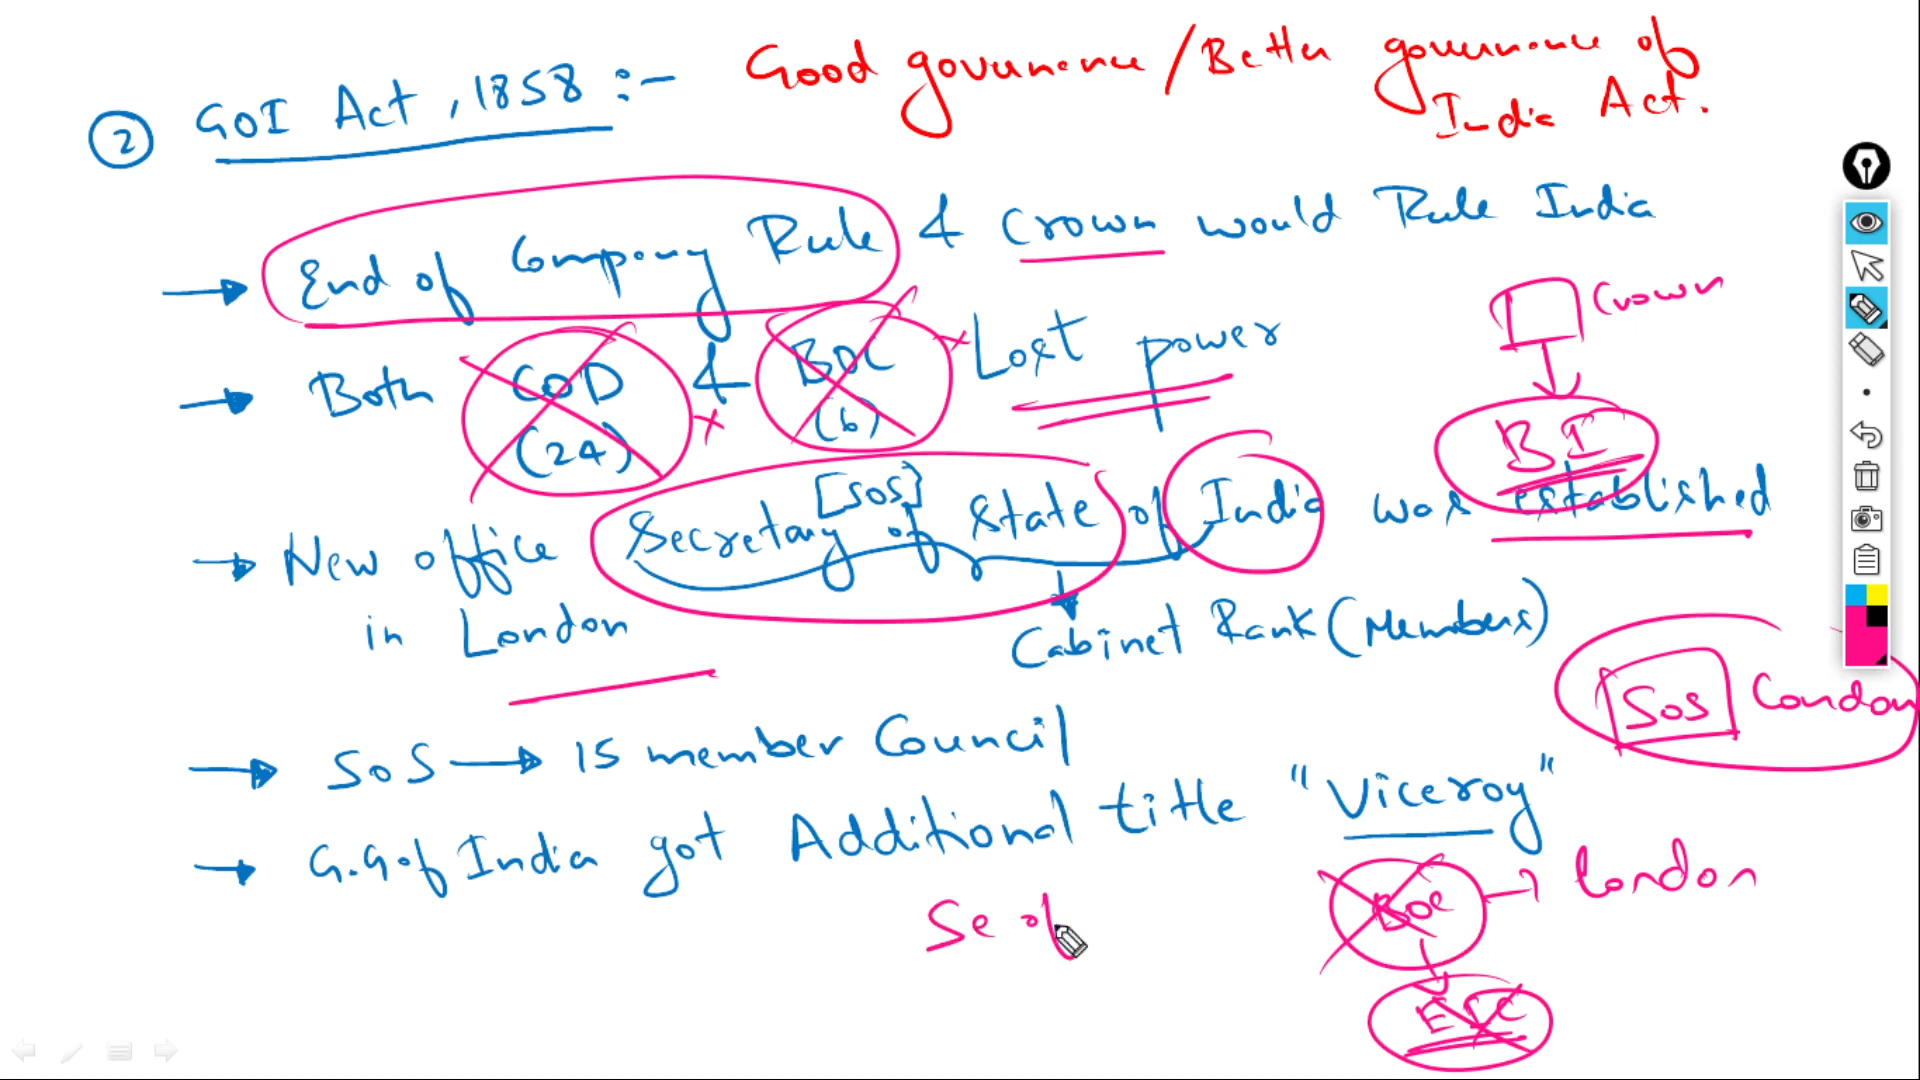 ② GOI Act, 1858 :- Good governance / Better governance of
India Act.
→ End of Company Rule & Crown would Rule India
Crown
→ Both COD & BOC Lost power
(24) (6)
BI
[SOS]
→ New office Secretary of State of India was established
in London Cabinet Rank (Members)
SOS London
→ SOS → 15 member Council
→ G.G of India got Additional title "Viceroy"
BOC → London
Se of
EIC